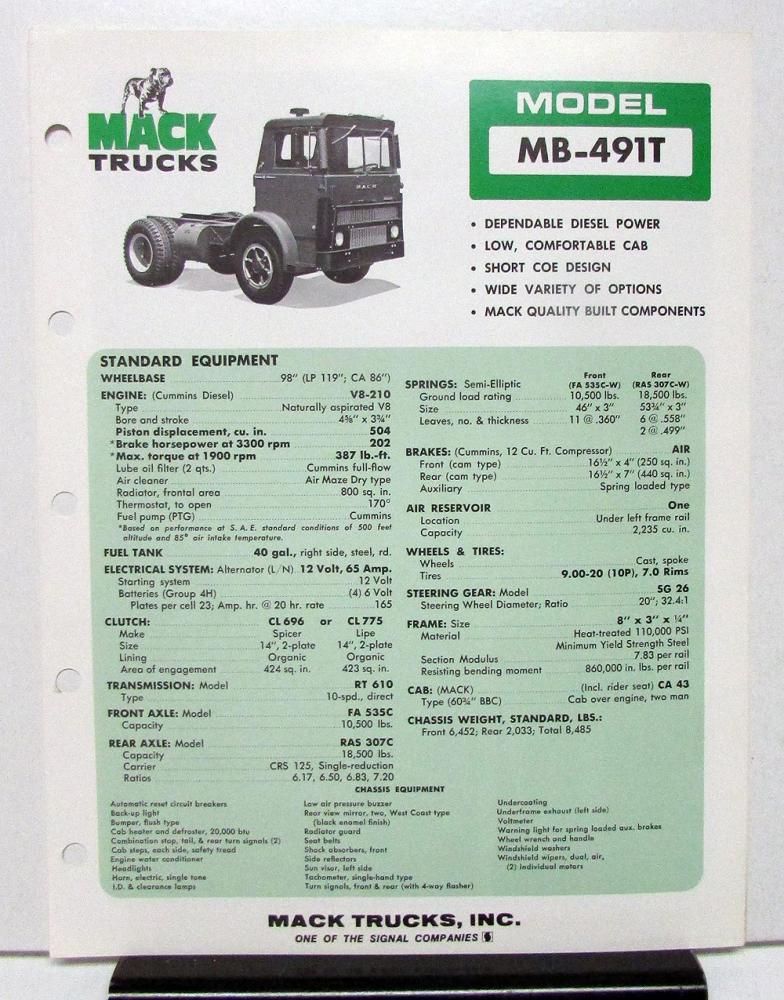 MACK
TRUCKS
MACK
MODEL
MB-491T
• DEPENDABLE DIESEL POWER
• LOW, COMFORTABLE CAB
• SHORT COE DESIGN
• WIDE VARIETY OF OPTIONS
• MACK QUALITY BUILT COMPONENTS
STANDARD EQUIPMENT
WHEELBASE 98" (LP 119"; CA 86")
ENGINE: (Cummins Diesel) V8-210
Type Naturally aspirated V8
Bore and stroke 4⅝" x 3¾"
Piston displacement, cu. in. 504
*Brake horsepower at 3300 rpm 202
*Max. torque at 1900 rpm 387 lb.-ft.
Lube oil filter (2 qts.) Cummins full-flow
Air cleaner Air Maze Dry type
Radiator, frontal area 800 sq. in.
Thermostat, to open 170°
Fuel pump (PTG) Cummins
*Based on performance at S. A. E. standard conditions of 500 feet
altitude and 85° air intake temperature.
FUEL TANK 40 gal., right side, steel, rd.
ELECTRICAL SYSTEM: Alternator (L/N) 12 Volt, 65 Amp.
Starting system 12 Volt
Batteries (Group 4H) (4) 6 Volt
Plates per cell 23; Amp. hr. @ 20 hr. rate 165
CLUTCH: CL 696 or CL 775
Make Spicer Lipe
Size 14", 2-plate 14", 2-plate
Lining Organic Organic
Area of engagement 424 sq. in. 423 sq. in.
TRANSMISSION: Model RT 610
Type 10-spd., direct
FRONT AXLE: Model FA 535C
Capacity 10,500 lbs.
REAR AXLE: Model RAS 307C
Capacity 18,500 lbs.
Carrier CRS 125, Single-reduction
Ratios 6.17, 6.50, 6.83, 7.20
Front Rear
SPRINGS: Semi-Elliptic (FA 535C-W) (RAS 307C-W)
Ground load rating 10,500 lbs. 18,500 lbs.
Size 46" x 3" 53¾" x 3"
Leaves, no. & thickness 11 @ .360" 6 @ .558"
2 @ .499"
BRAKES: (Cummins, 12 Cu. Ft. Compressor) AIR
Front (cam type) 16½" x 4" (250 sq. in.)
Rear (cam type) 16½" x 7" (440 sq. in.)
Auxiliary Spring loaded type
AIR RESERVOIR One
Location Under left frame rail
Capacity 2,235 cu. in.
WHEELS & TIRES:
Wheels Cast, spoke
Tires 9.00-20 (10P), 7.0 Rims
STEERING GEAR: Model SG 26
Steering Wheel Diameter; Ratio 20"; 32.4:1
FRAME: Size 8" x 3" x ¼"
Material Heat-treated 110,000 PSI
Minimum Yield Strength Steel
Section Modulus 7.83 per rail
Resisting bending moment 860,000 in. lbs. per rail
CAB: (MACK) (Incl. rider seat) CA 43
Type (60¾" BBC) Cab over engine, two man
CHASSIS WEIGHT, STANDARD, LBS.:
Front 6,452; Rear 2,033; Total 8,485
CHASSIS EQUIPMENT
Automatic reset circuit breakers
Back-up light
Bumper, flush type
Cab heater and defroster, 20,000 btu
Combination stop, tail, & rear turn signals (2)
Cab steps, each side, safety tread
Engine water conditioner
Headlights
Horn, electric, single tone
I.D. & clearance lamps
Low air pressure buzzer
Rear view mirror, two, West Coast type
(black enamel finish)
Radiator guard
Seat belts
Shock absorbers, front
Side reflectors
Sun visor, left side
Tachometer, single-hand type
Turn signals, front & rear (with 4-way flasher)
Undercoating
Underframe exhaust (left side)
Voltmeter
Warning light for spring loaded aux. brakes
Wheel wrench and handle
Windshield washers
Windshield wipers, dual, air,
(2) individual motors
MACK TRUCKS, INC.
ONE OF THE SIGNAL COMPANIES